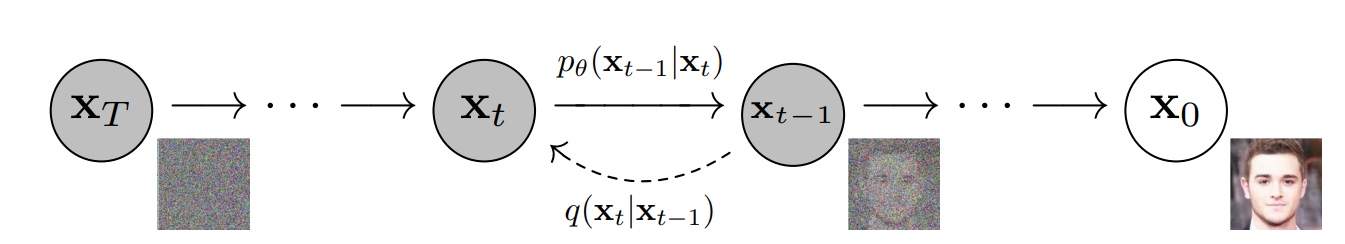 p_θ(x_{t−1}|x_t)
x_T → ··· → x_t → x_{t−1} → ··· → x_0
q(x_t|x_{t−1})